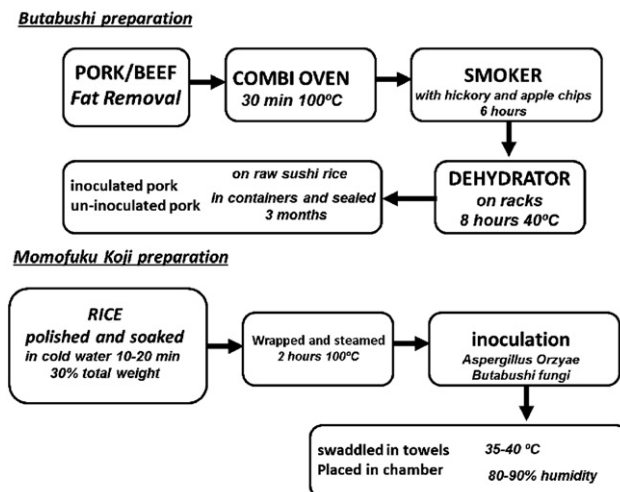 Butabushi preparation
PORK/BEEF
Fat Removal
COMBI OVEN
30 min 100ºC
SMOKER
with hickory and apple chips
6 hours
DEHYDRATOR
on racks
8 hours 40ºC
inoculated pork
un-inoculated pork
on raw sushi rice
In containers and sealed
3 months
Momofuku Koji preparation
RICE
polished and soaked
in cold water 10-20 min
30% total weight
Wrapped and steamed
2 hours 100ºC
inoculation
Aspergillus Orzyae
Butabushi fungi
swaddled in towels
Placed in chamber
35-40 ºC
80-90% humidity